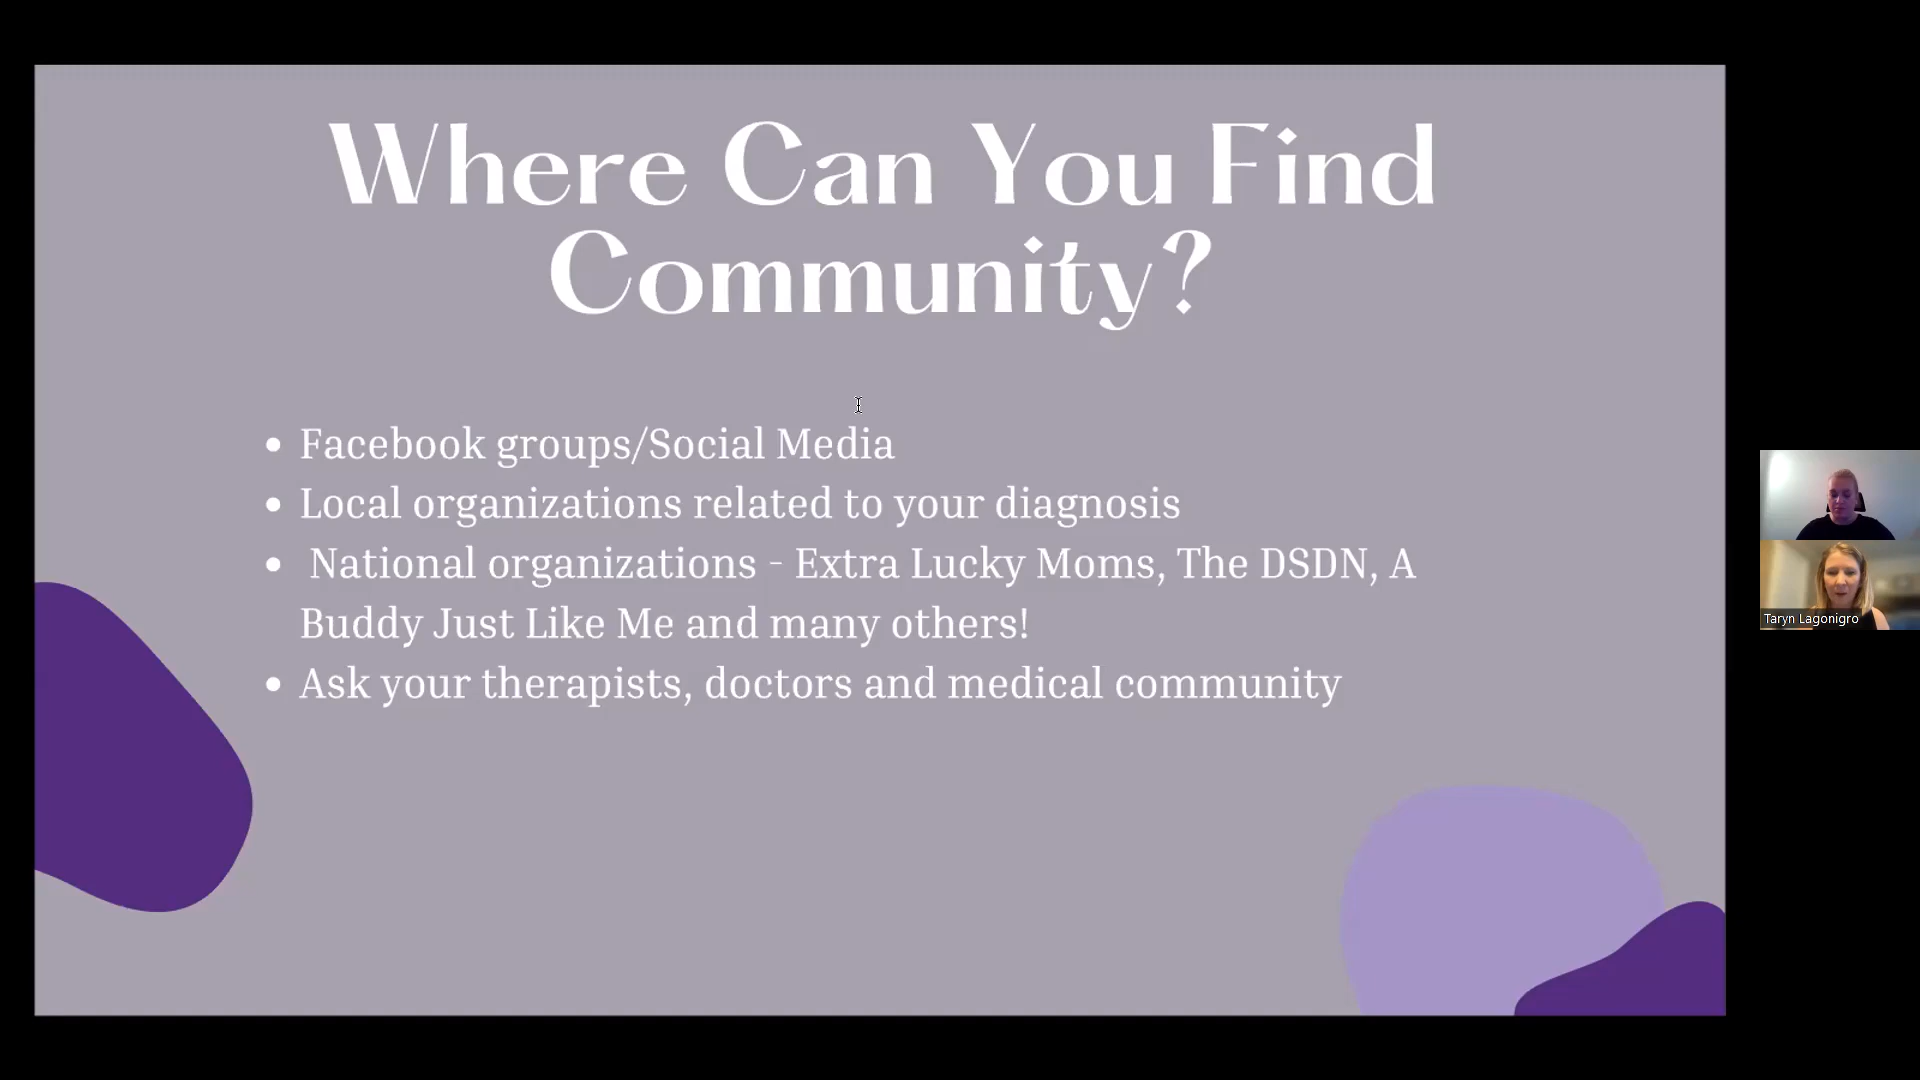 Where Can You Find
Community?
• Facebook groups/Social Media
• Local organizations related to your diagnosis
• National organizations - Extra Lucky Moms, The DSDN, A
Buddy Just Like Me and many others!
• Ask your therapists, doctors and medical community
Taryn Lagonigro